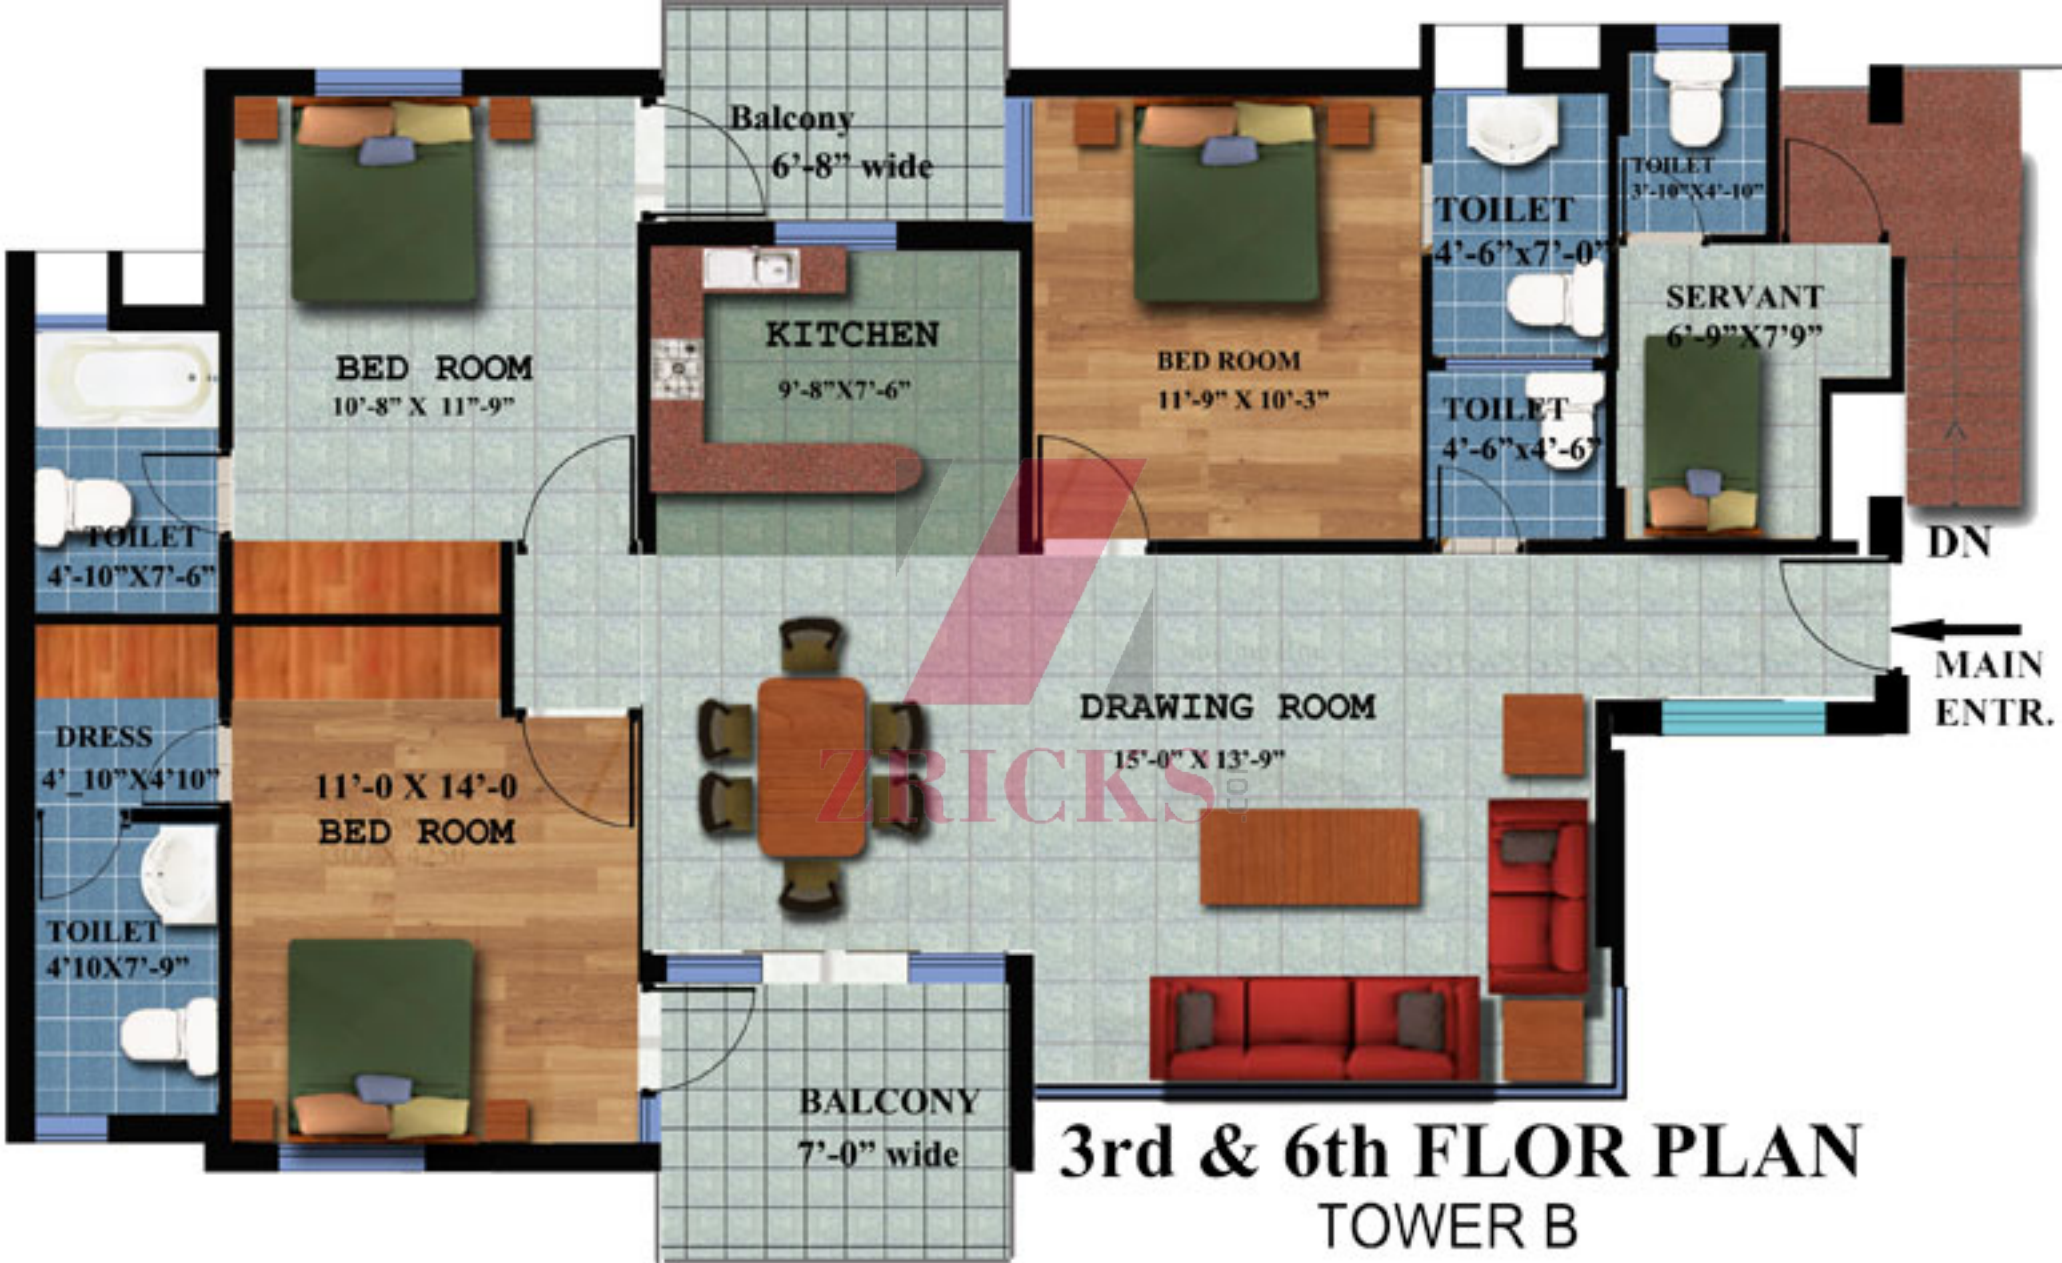 Balcony
6'-8” wide
TOILET
3'-10”X4'-10”
TOILET
4'-6”x7'-0”
SERVANT
6'-9”X7'9”
KITCHEN
9'-8”X7'-6”
BED ROOM
10'-8” X 11”-9”
BED ROOM
11'-9” X 10'-3”
TOILET
4'-6”x4'-6”
TOILET
4'-10”X7'-6”
DN
MAIN
ENTR.
DRAWING ROOM
15'-0” X 13'-9”
DRESS
4'_10”X4'10”
11'-0 X 14'-0
BED ROOM
ZRICKS
.com
TOILET
4'10X7'-9”
BALCONY
7'-0” wide
3rd & 6th FLOR PLAN
TOWER B